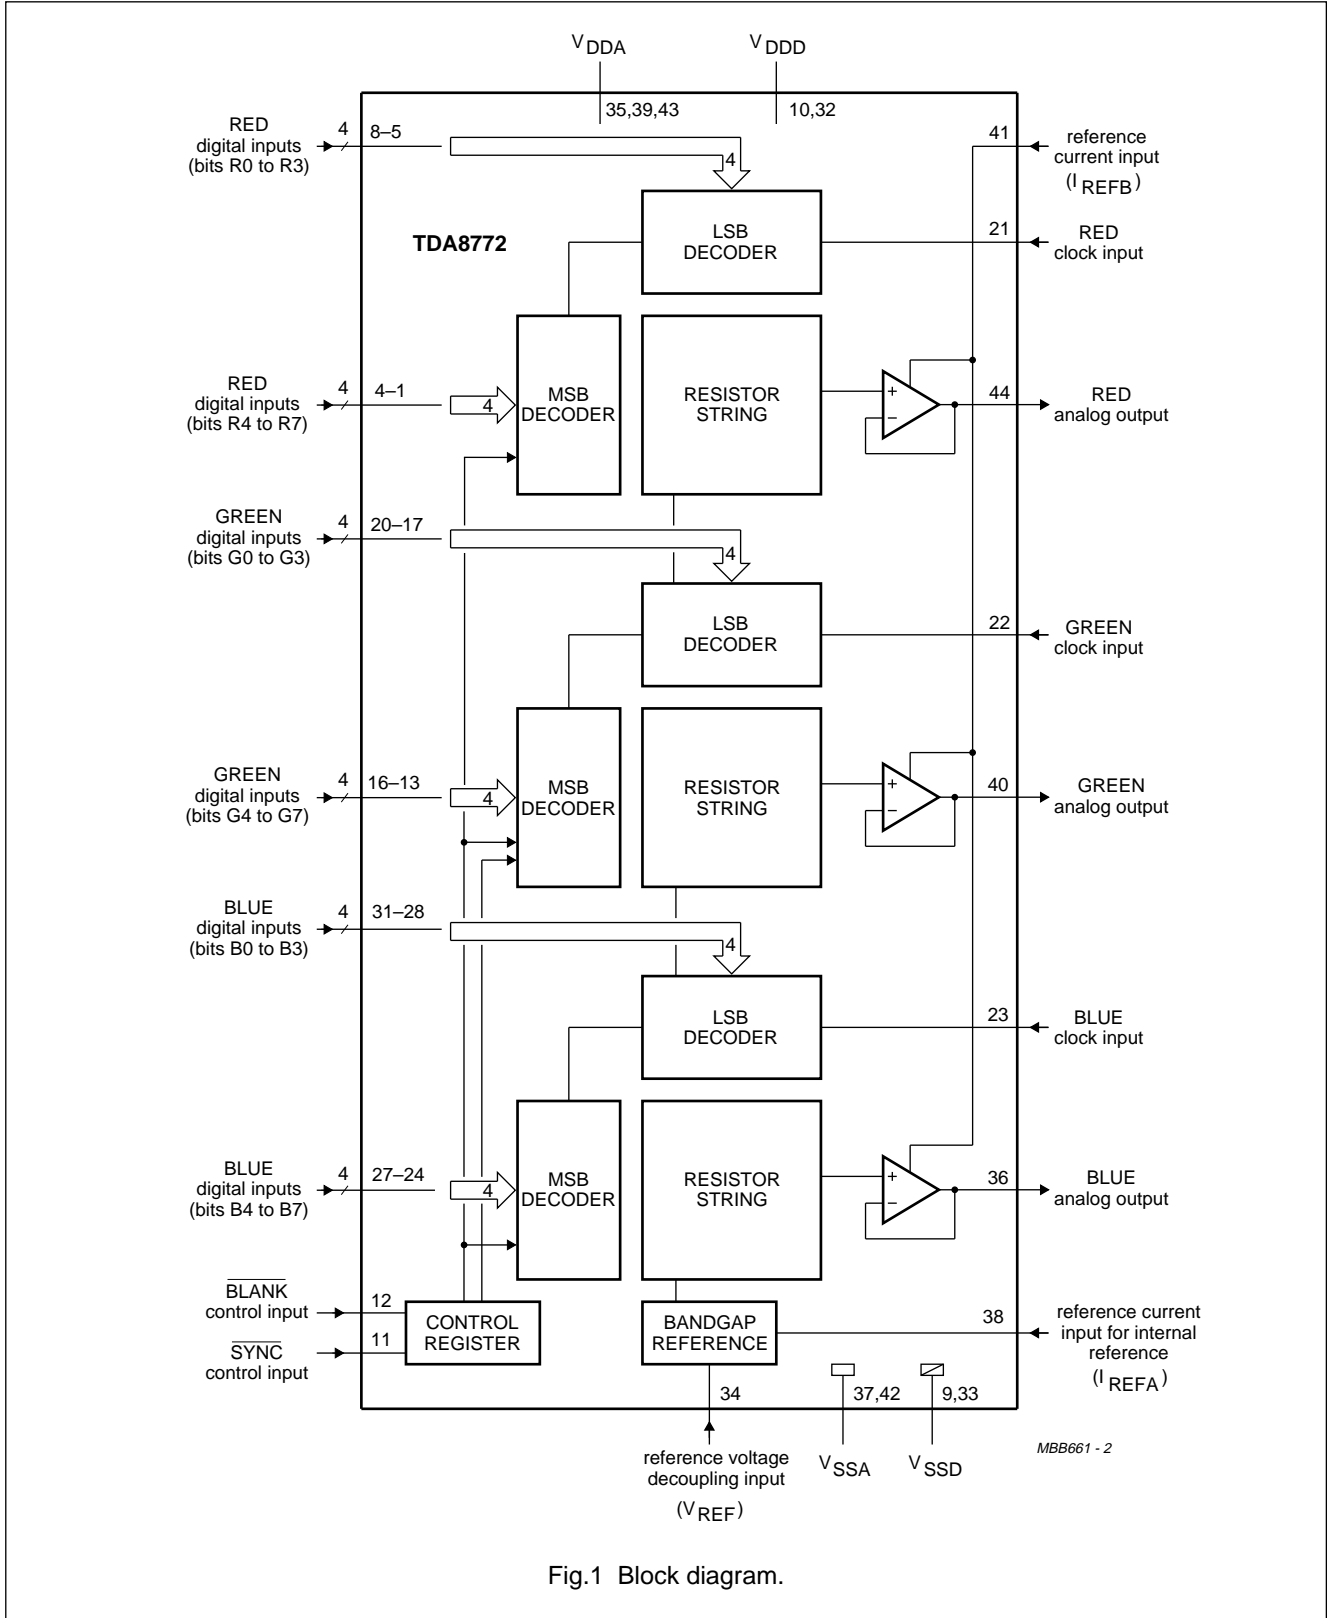 V DDA
V DDD
35,39,43
10,32
RED
digital inputs
(bits R0 to R3)
4
8–5
4
41
reference
current input
(I REFB)
TDA8772
LSB
DECODER
21
RED
clock input
RED
digital inputs
(bits R4 to R7)
4
4–1
4
MSB
DECODER
RESISTOR
STRING
+
−
44
RED
analog output
GREEN
digital inputs
(bits G0 to G3)
4
20–17
4
LSB
DECODER
22
GREEN
clock input
GREEN
digital inputs
(bits G4 to G7)
4
16–13
4
MSB
DECODER
RESISTOR
STRING
+
−
40
GREEN
analog output
BLUE
digital inputs
(bits B0 to B3)
4
31–28
4
LSB
DECODER
23
BLUE
clock input
BLUE
digital inputs
(bits B4 to B7)
4
27–24
4
MSB
DECODER
RESISTOR
STRING
+
−
36
BLUE
analog output
BLANK
control input
12
SYNC
control input
11
CONTROL
REGISTER
BANDGAP
REFERENCE
38
reference current
input for internal
reference
(I REFA)
34
37,42
9,33
reference voltage
decoupling input
(V REF)
V SSA
V SSD
MBB661 - 2
Fig.1 Block diagram.